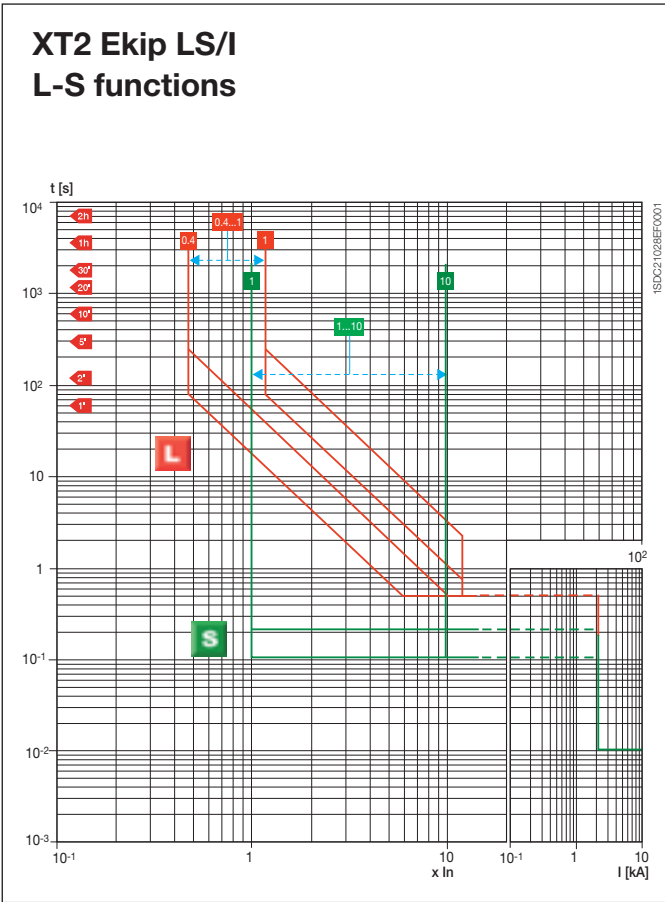 XT2 Ekip LS/I
L-S functions
t [s]
10⁴
2h
0.4...1
1h
0.4
1
30'
20'
1
10
10³
10'
1...10
5'
10²
2'
1'
L
10
10²
1
S
10⁻¹
10⁻²
10⁻³
10⁻¹
1
10
10⁻¹
1
10
x In
I [kA]
1SDC21028EF0001